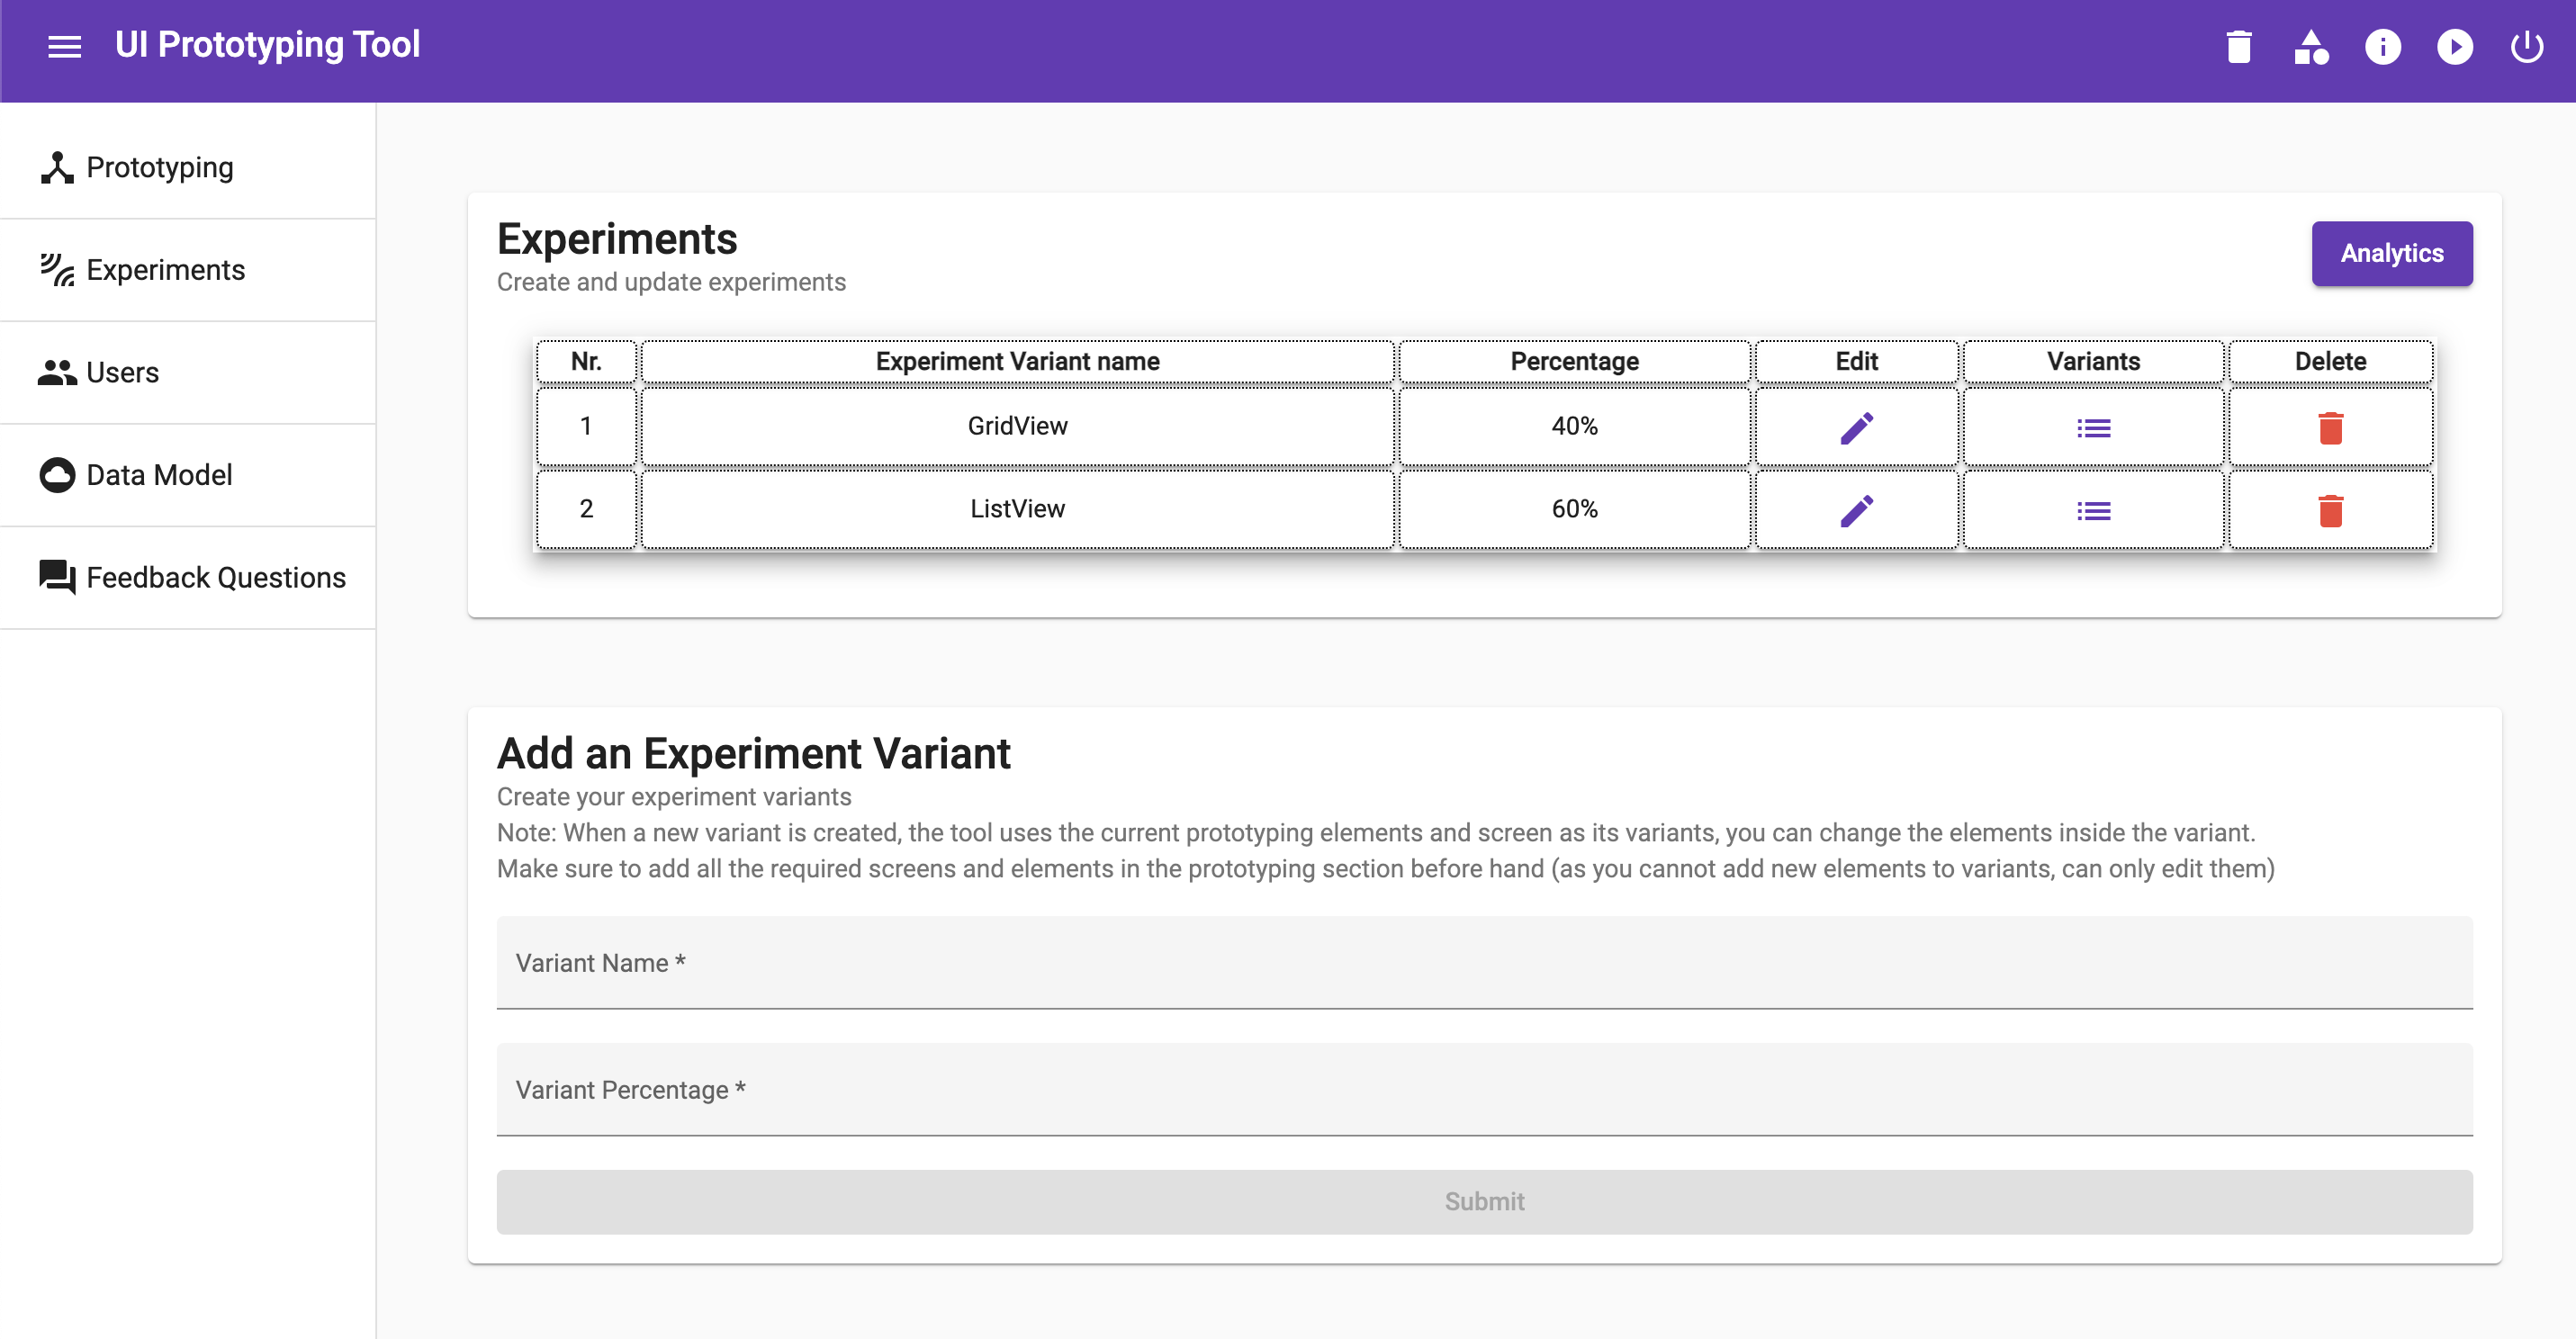 UI Prototyping Tool
Prototyping
Experiments
Users
Data Model
Feedback Questions
Experiments
Create and update experiments
Analytics
Nr. Experiment Variant name Percentage Edit Variants Delete
1 GridView 40%
2 ListView 60%
Add an Experiment Variant
Create your experiment variants
Note: When a new variant is created, the tool uses the current prototyping elements and screen as its variants, you can change the elements inside the variant.
Make sure to add all the required screens and elements in the prototyping section before hand (as you cannot add new elements to variants, can only edit them)
Variant Name *
Variant Percentage *
Submit